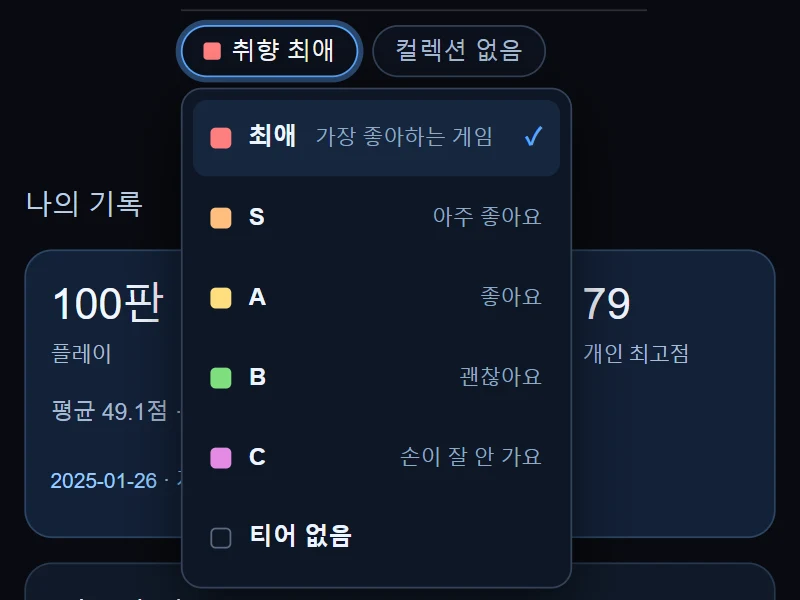 취향 최애 컬렉션 없음
최애 가장 좋아하는 게임 ✓
S 아주 좋아요
A 좋아요
B 괜찮아요
C 손이 잘 안 가요
티어 없음
나의 기록
100판
플레이
평균 49.1점 ·
2025-01-26 ·
79
개인 최고점